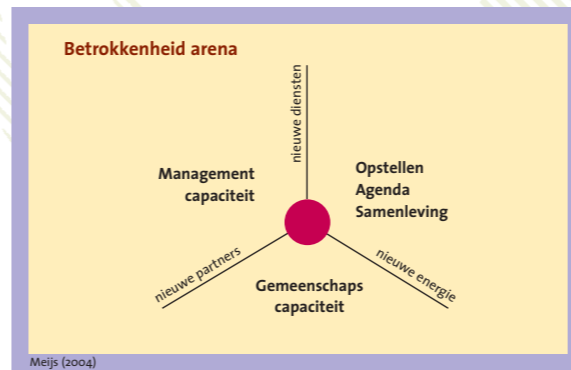 Betrokkenheid arena
nieuwe diensten
Management
capaciteit
Opstellen
Agenda
Samenleving
nieuwe partners
nieuwe energie
Gemeenschaps
capaciteit
Meijs (2004)